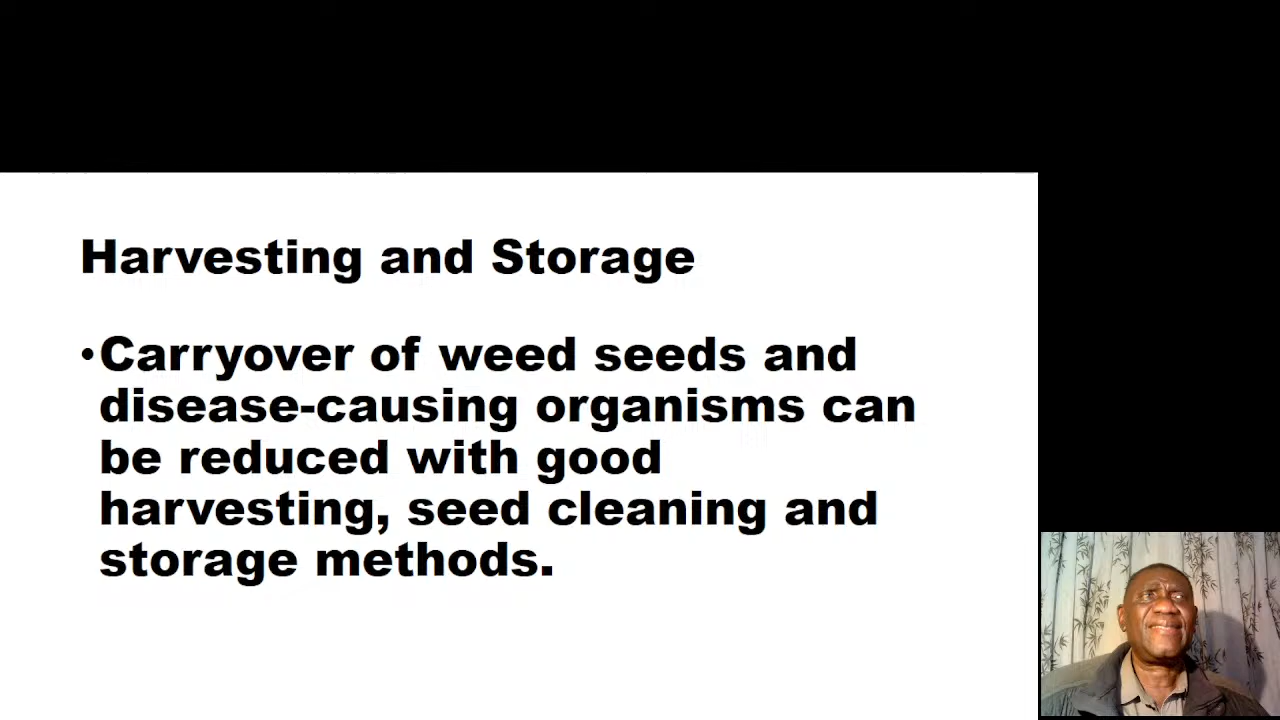 Harvesting and Storage
•Carryover of weed seeds and
disease-causing organisms can
be reduced with good
harvesting, seed cleaning and
storage methods.